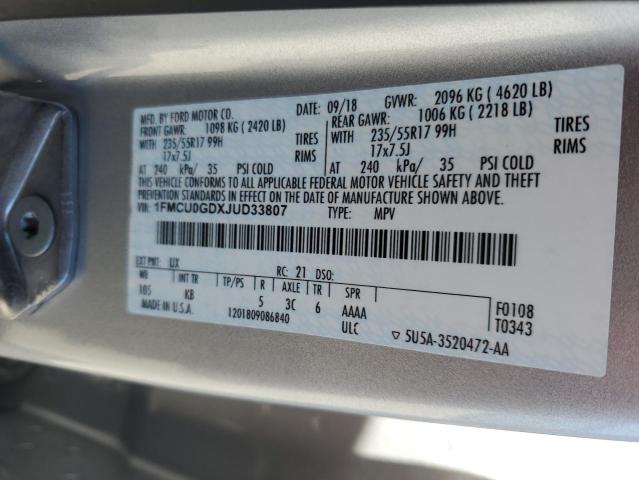 MFD. BY FORD MOTOR CO. DATE: 09/18 GVWR: 2096 KG ( 4620 LB)
FRONT GAWR: 1098 KG ( 2420 LB) REAR GAWR: 1006 KG ( 2218 LB)
WITH 235/55R17 99H TIRES WITH 235/55R17 99H TIRES
17x7.5J RIMS 17x7.5J RIMS
AT 240 kPa/ 35 PSI COLD AT 240 kPa/ 35 PSI COLD
THIS VEHICLE CONFORMS TO ALL APPLICABLE FEDERAL MOTOR VEHICLE SAFETY AND THEFT
PREVENTION STANDARDS IN EFFECT ON THE DATE OF MANUFACTURE SHOWN ABOVE.
VIN: 1FMCU0GDXJUD33807 TYPE: MPV
EXT PNT: UX RC: 21 DSO:
WB INT TR TP/PS R AXLE TR SPR
105 KB 5 3C 6 AAAA F0108
MADE IN U.S.A. 1201809086840 ULC T0343
5U5A-3520472-AA